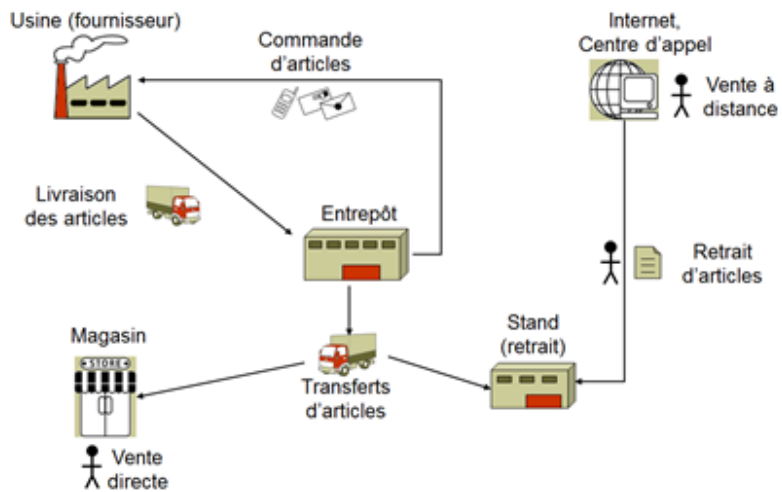 Usine (fournisseur)
Commande
d'articles
Internet,
Centre d'appel
Vente à
distance
Livraison
des articles
Entrepôt
Retrait
d'articles
Stand
(retrait)
Magasin
STORE
Transferts
d'articles
Vente
directe